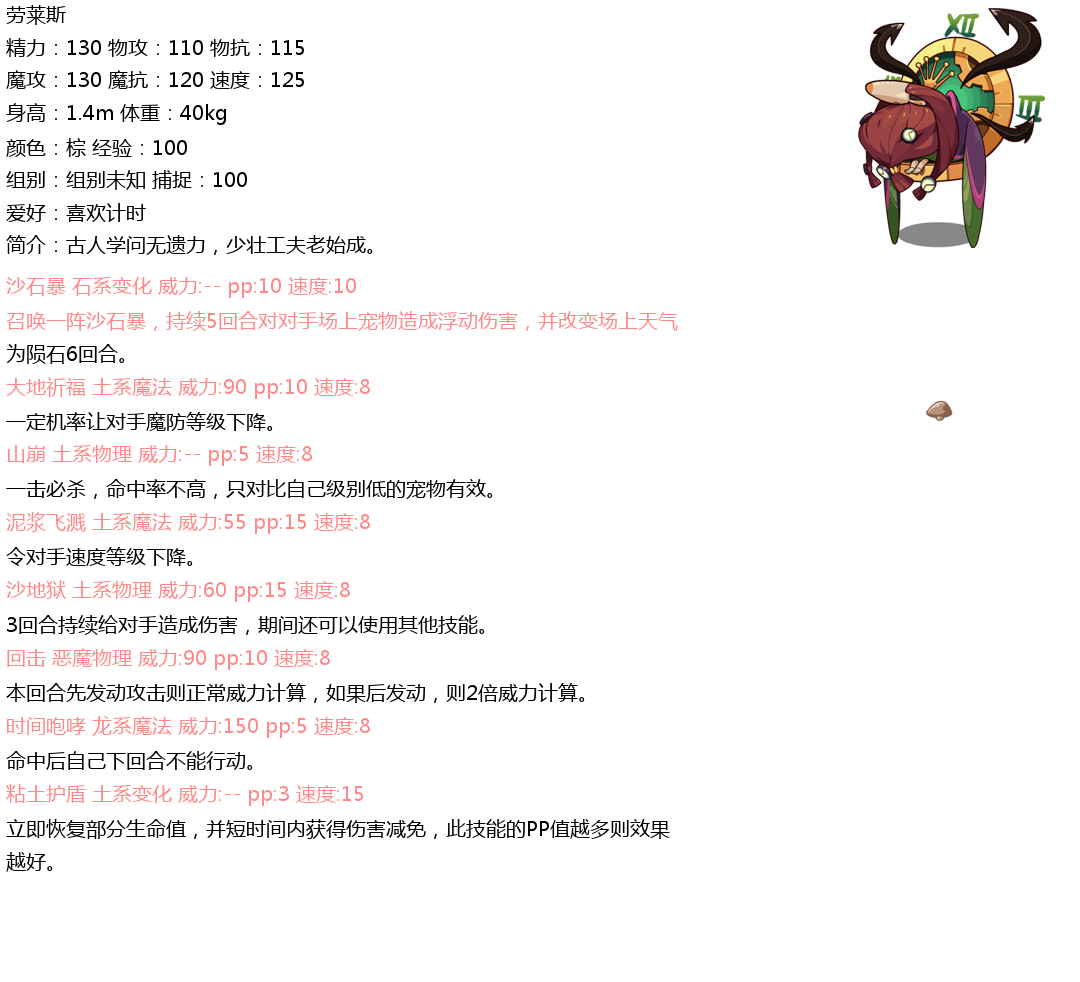 劳莱斯
精力：130 物攻：110 物抗：115
魔攻：130 魔抗：120 速度：125
身高：1.4m 体重：40kg
颜色：棕 经验：100
组别：组别未知 捕捉：100
爱好：喜欢计时
简介：古人学问无遗力，少壮工夫老始成。
沙石暴 石系变化 威力:-- pp:10 速度:10
召唤一阵沙石暴，持续5回合对对手场上宠物造成浮动伤害，并改变场上天气
为陨石6回合。
大地祈福 土系魔法 威力:90 pp:10 速度:8
一定机率让对手魔防等级下降。
山崩 土系物理 威力:-- pp:5 速度:8
一击必杀，命中率不高，只对比自己级别低的宠物有效。
泥浆飞溅 土系魔法 威力:55 pp:15 速度:8
令对手速度等级下降。
沙地狱 土系物理 威力:60 pp:15 速度:8
3回合持续给对手造成伤害，期间还可以使用其他技能。
回击 恶魔物理 威力:90 pp:10 速度:8
本回合先发动攻击则正常威力计算，如果后发动，则2倍威力计算。
时间咆哮 龙系魔法 威力:150 pp:5 速度:8
命中后自己下回合不能行动。
粘土护盾 土系变化 威力:-- pp:3 速度:15
立即恢复部分生命值，并短时间内获得伤害减免，此技能的PP值越多则效果
越好。
XII
III